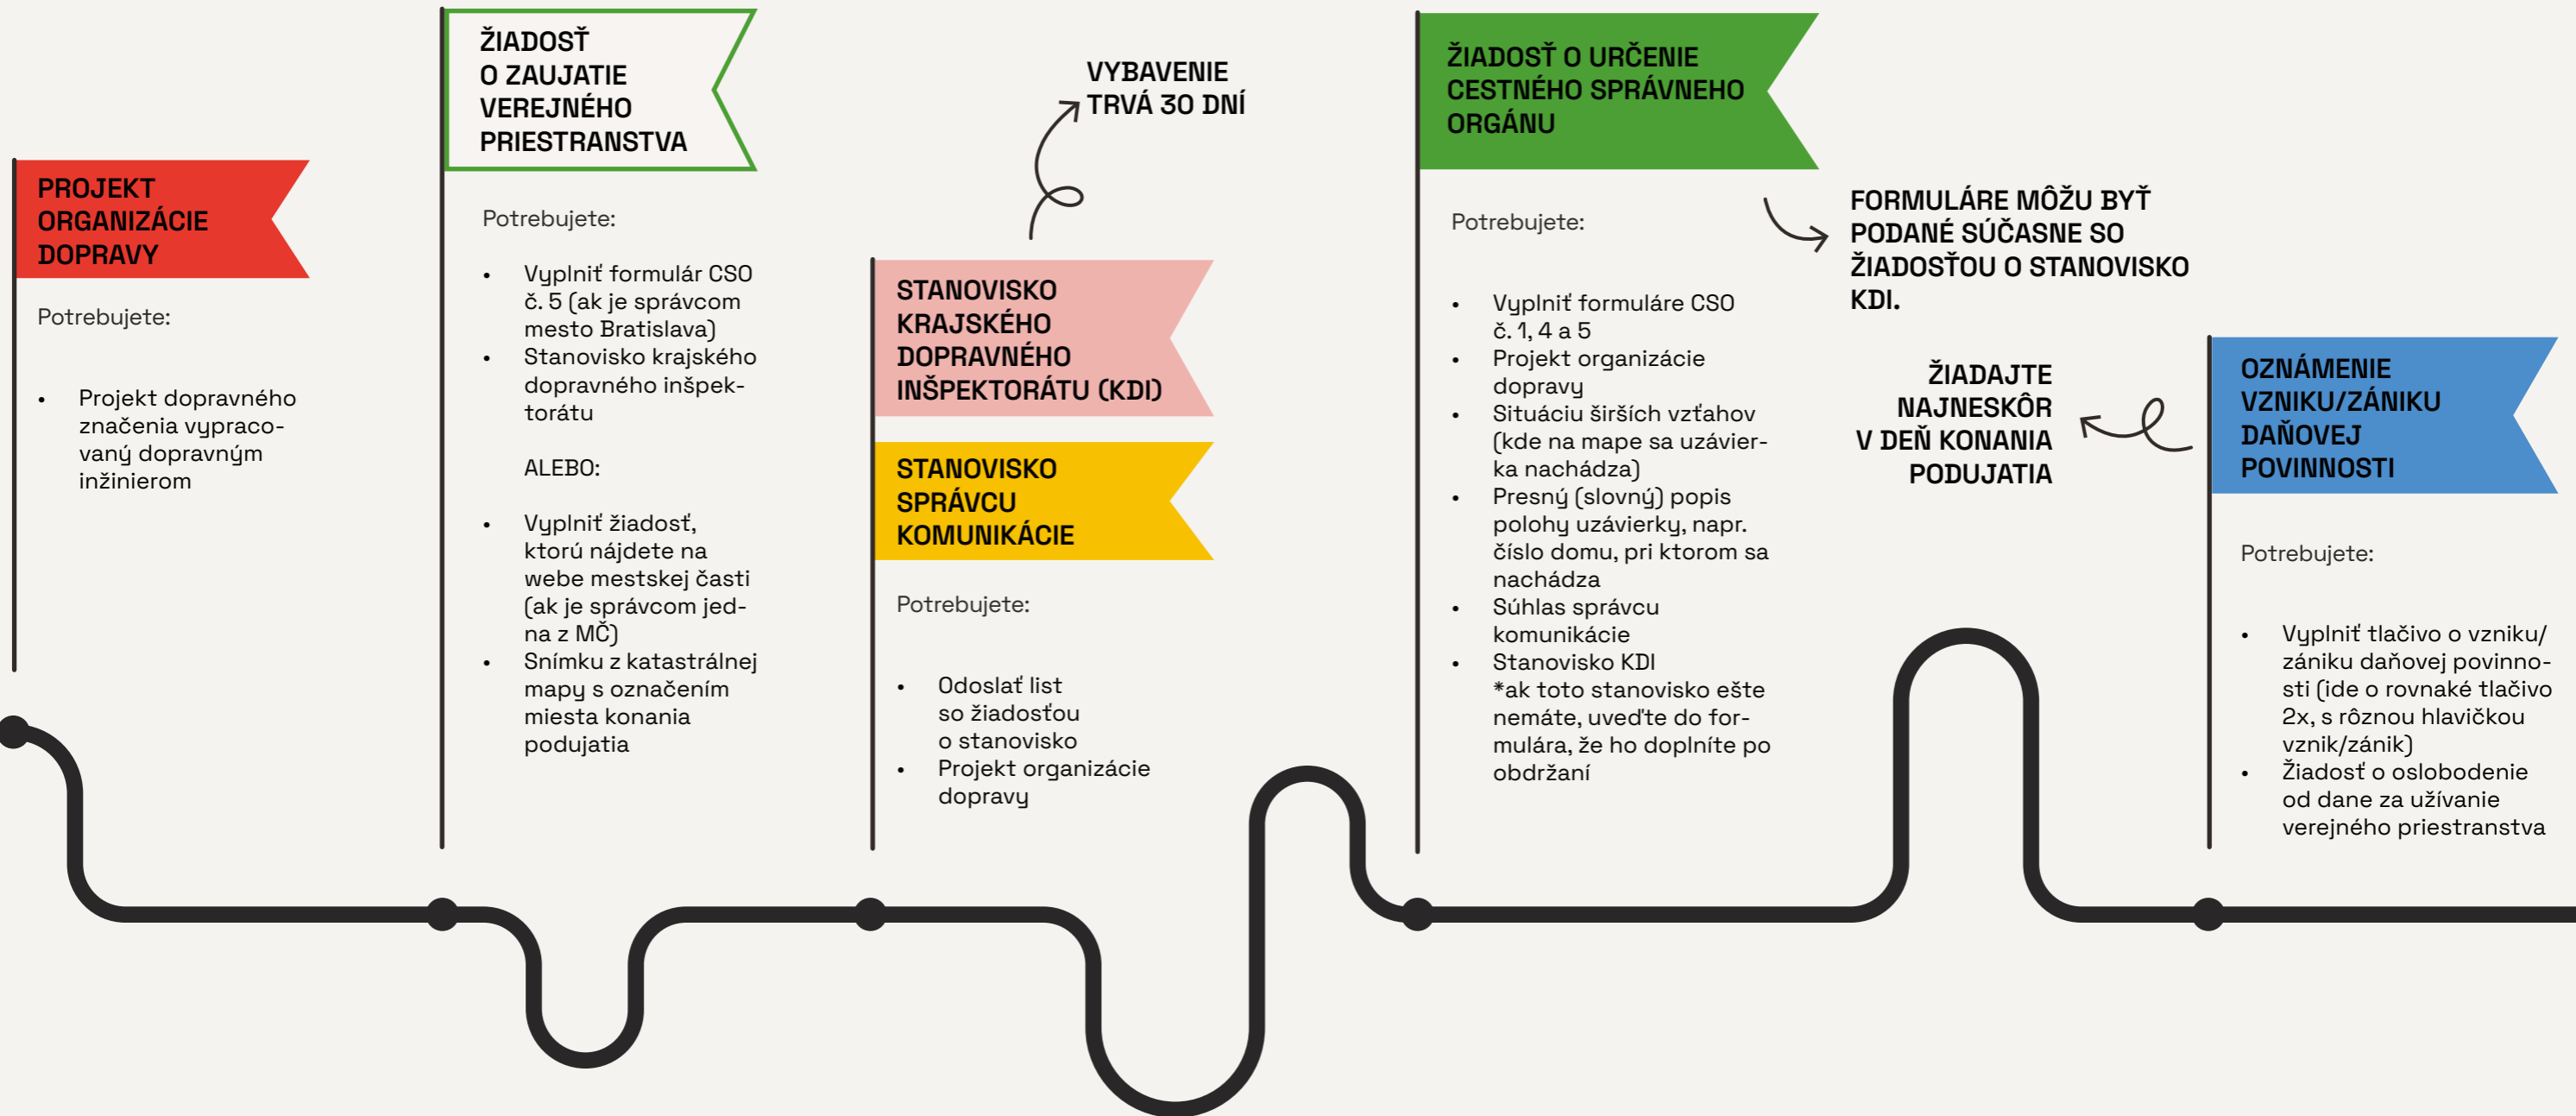 PROJEKT
ORGANIZÁCIE
DOPRAVY
Potrebujete:
• Projekt dopravného
značenia vypraco-
vaný dopravným
inžinierom
ŽIADOSŤ
O ZAUJATIE
VEREJNÉHO
PRIESTRANSTVA
Potrebujete:
• Vyplniť formulár CSO
č. 5 (ak je správcom
mesto Bratislava)
• Stanovisko krajského
dopravného inšpek-
torátu
ALEBO:
• Vyplniť žiadosť,
ktorú nájdete na
webe mestskej časti
(ak je správcom jed-
na z MČ)
• Snímku z katastrálnej
mapy s označením
miesta konania
podujatia
VYBAVENIE
TRVÁ 30 DNÍ
STANOVISKO
KRAJSKÉHO
DOPRAVNÉHO
INŠPEKTORÁTU (KDI)
STANOVISKO
SPRÁVCU
KOMUNIKÁCIE
Potrebujete:
• Odoslať list
so žiadosťou
o stanovisko
• Projekt organizácie
dopravy
ŽIADOSŤ O URČENIE
CESTNÉHO SPRÁVNEHO
ORGÁNU
Potrebujete:
• Vyplniť formuláre CSO
č. 1, 4 a 5
• Projekt organizácie
dopravy
• Situáciu širších vzťahov
(kde na mape sa uzávier-
ka nachádza)
• Presný (slovný) popis
polohy uzávierky, napr.
číslo domu, pri ktorom sa
nachádza
• Súhlas správcu
komunikácie
• Stanovisko KDI
*ak toto stanovisko ešte
nemáte, uveďte do for-
mulára, že ho doplníte po
obdržaní
FORMULÁRE MÔŽU BYŤ
PODANÉ SÚČASNE SO
ŽIADOSŤOU O STANOVISKO
KDI.
ŽIADAJTE
NAJNESKÔR
V DEŇ KONANIA
PODUJATIA
OZNÁMENIE
VZNIKU/ZÁNIKU
DAŇOVEJ
POVINNOSTI
Potrebujete:
• Vyplniť tlačivo o vzniku/
zániku daňovej povinno-
sti (ide o rovnaké tlačivo
2x, s rôznou hlavičkou
vznik/zánik)
• Žiadosť o oslobodenie
od dane za užívanie
verejného priestranstva